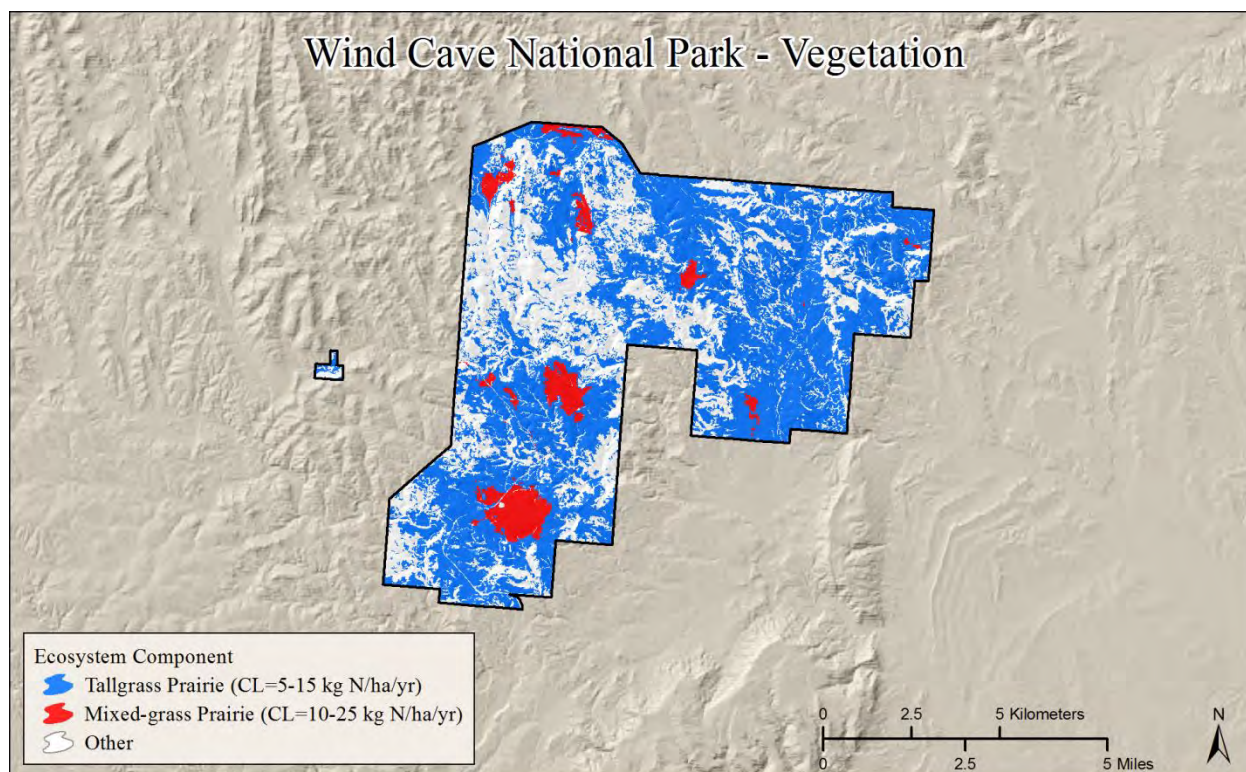 Wind Cave National Park - Vegetation
Ecosystem Component
Tallgrass Prairie (CL=5-15 kg N/ha/yr)
Mixed-grass Prairie (CL=10-25 kg N/ha/yr)
Other
0 2.5 5 Kilometers
0 2.5 5 Miles
N